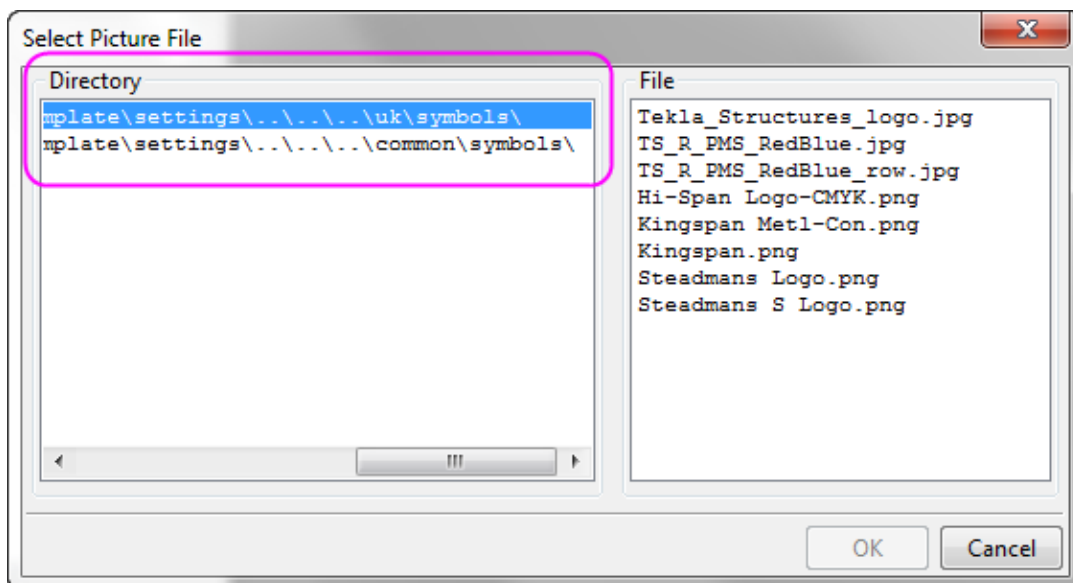 Select Picture File
Directory
mplate\settings\..\..\..\uk\symbols\
mplate\settings\..\..\..\common\symbols\
File
Tekla_Structures_logo.jpg
TS_R_PMS_RedBlue.jpg
TS_R_PMS_RedBlue_row.jpg
Hi-Span Logo-CMYK.png
Kingspan Metl-Con.png
Kingspan.png
Steadmans Logo.png
Steadmans S Logo.png
OK
Cancel